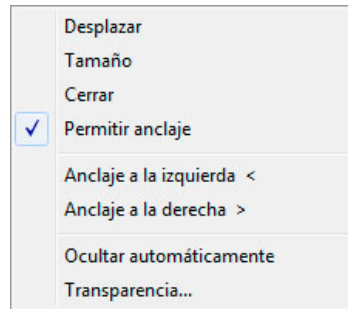 Desplazar
Tamaño
Cerrar
Permitir anclaje
Anclaje a la izquierda <
Anclaje a la derecha >
Ocultar automáticamente
Transparencia...